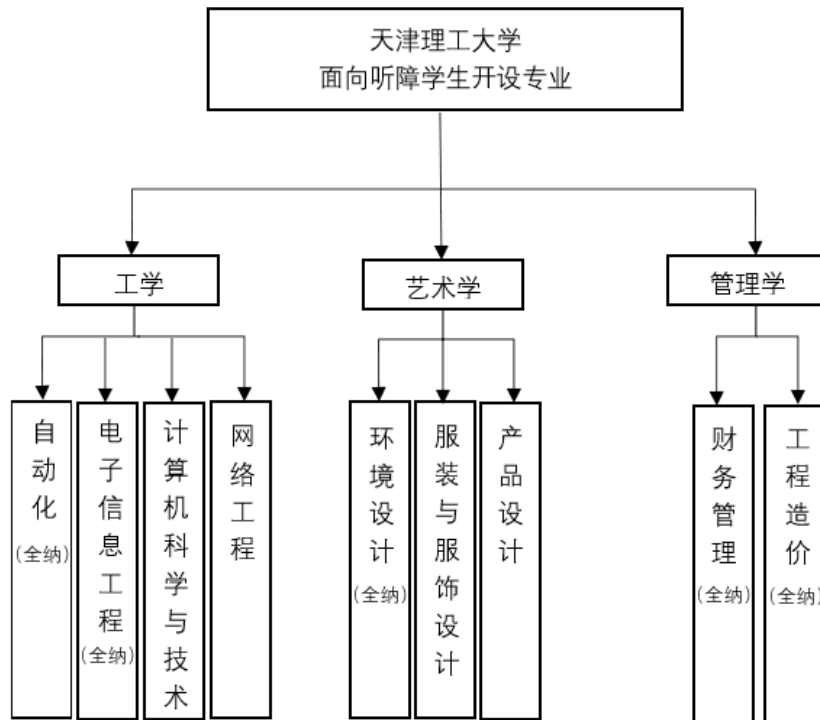 天津理工大学
面向听障学生开设专业
工学
艺术学
管理学
自动化
(全纳)
电子信息工程
(全纳)
计算机科学与技术
网络工程
环境设计
(全纳)
服装与服饰设计
产品设计
财务管理
(全纳)
工程造价
(全纳)